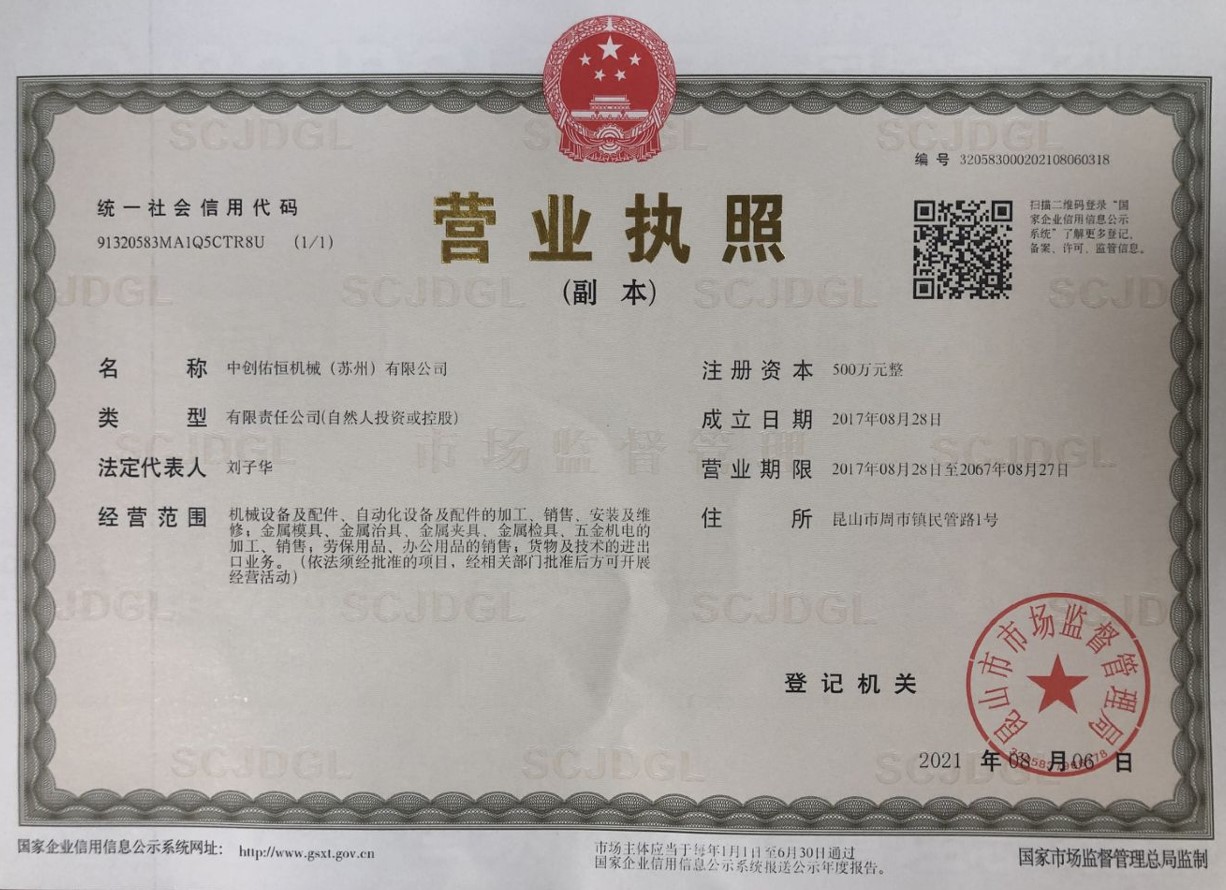 编 号 320583000202108060318
统一社会信用代码
91320583MA1Q5CTR8U (1/1)
营业执照
(副 本)
扫描二维码登录“国
家企业信用信息公示
系统”了解更多登记、
备案、许可、监管信息。
名 称 中创佑恒机械（苏州）有限公司
类 型 有限责任公司(自然人投资或控股)
法定代表人 刘子华
经营范围 机械设备及配件、自动化设备及配件的加工、销售、安装及维
修；金属模具、金属治具、金属夹具、金属检具、五金机电的
加工、销售；劳保用品、办公用品的销售；货物及技术的进出
口业务。（依法须经批准的项目，经相关部门批准后方可开展
经营活动）
注册资本 500万元整
成立日期 2017年08月28日
营业期限 2017年08月28日至2067年08月27日
住 所 昆山市周市镇民管路1号
登记机关
昆山市市场监督管理局
2021 年 08 月 06 日
SCJDGL
市场监督管理
国家企业信用信息公示系统网址： http://www.gsxt.gov.cn
市场主体应当于每年1月1日至6月30日通过
国家企业信用信息公示系统报送公示年度报告。
国家市场监督管理总局监制